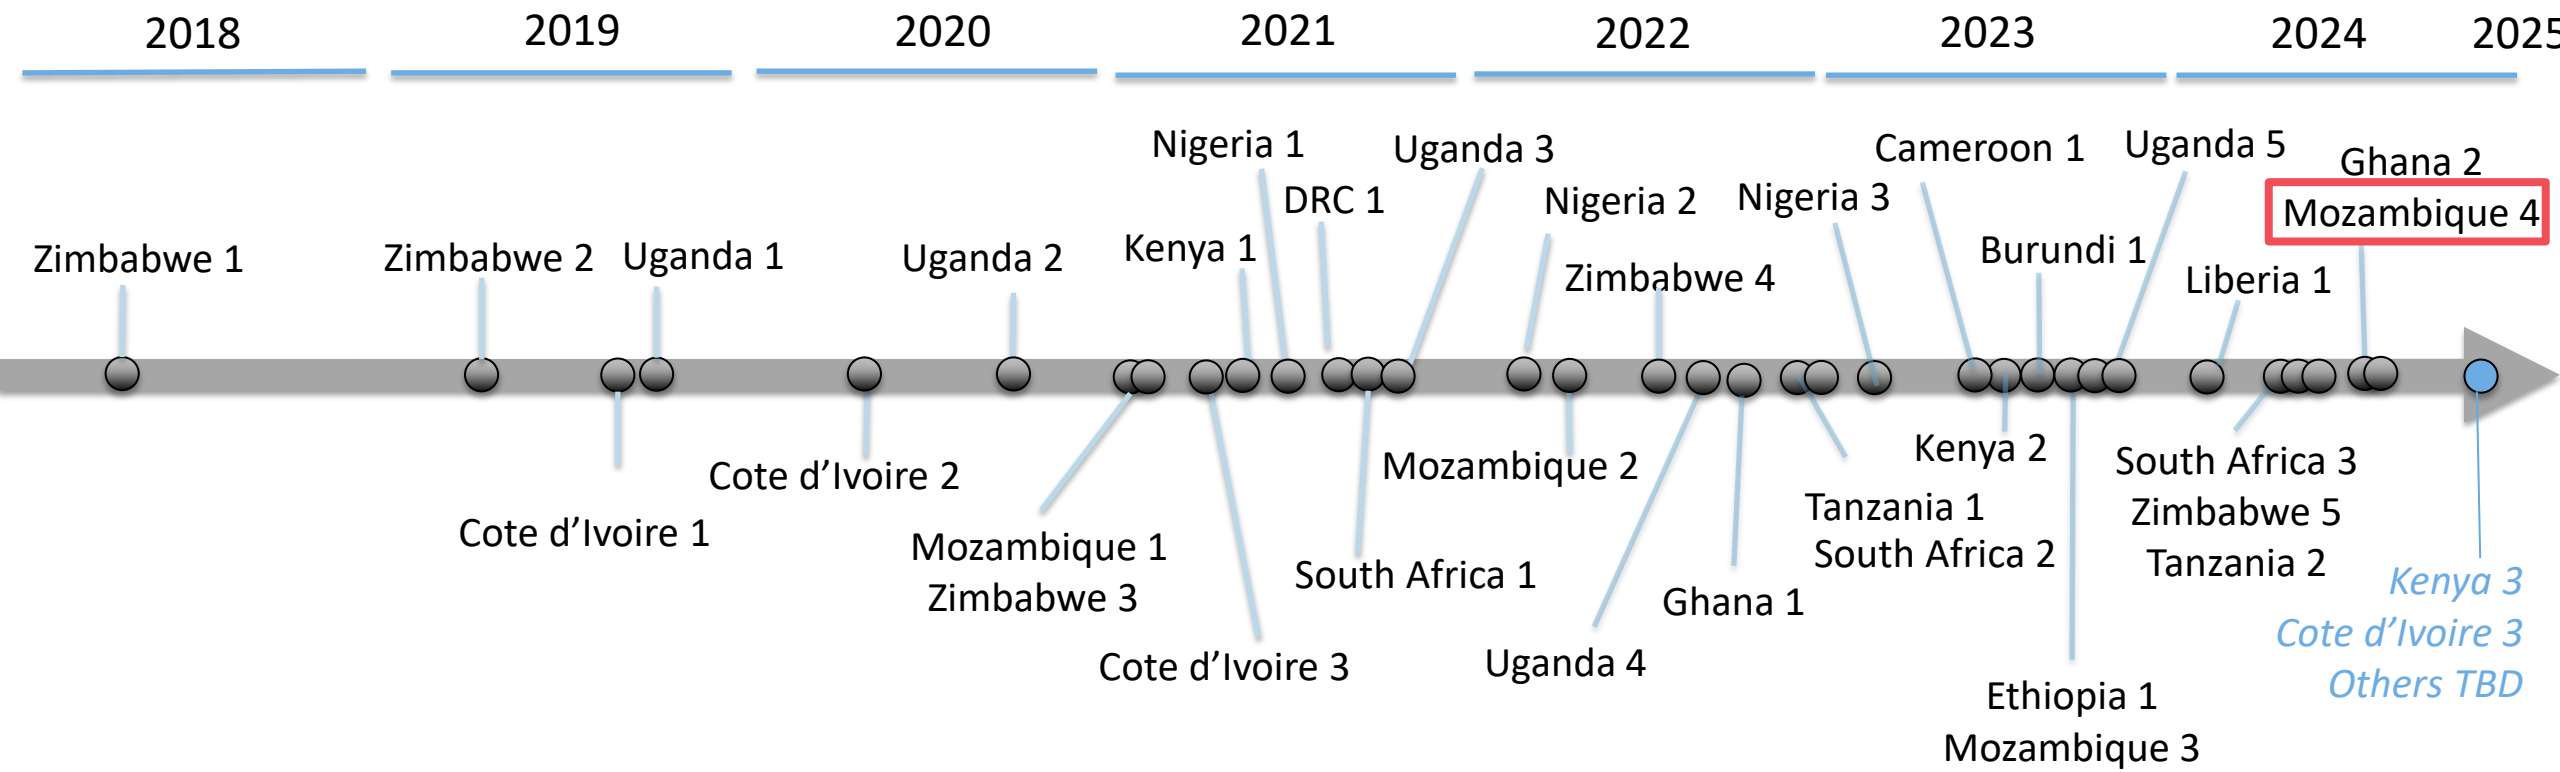 2018
2019
2020
2021
2022
2023
2024
2025
Nigeria 1
Uganda 3
Cameroon 1
Uganda 5
Ghana 2
DRC 1
Nigeria 2
Nigeria 3
Mozambique 4
Zimbabwe 1
Zimbabwe 2
Uganda 1
Uganda 2
Kenya 1
Zimbabwe 4
Burundi 1
Liberia 1
Cote d’Ivoire 1
Cote d’Ivoire 2
Mozambique 1
Zimbabwe 3
Cote d’Ivoire 3
South Africa 1
Mozambique 2
Uganda 4
Ghana 1
Tanzania 1
South Africa 2
Kenya 2
Ethiopia 1
Mozambique 3
South Africa 3
Zimbabwe 5
Tanzania 2
Kenya 3
Cote d’Ivoire 3
Others TBD